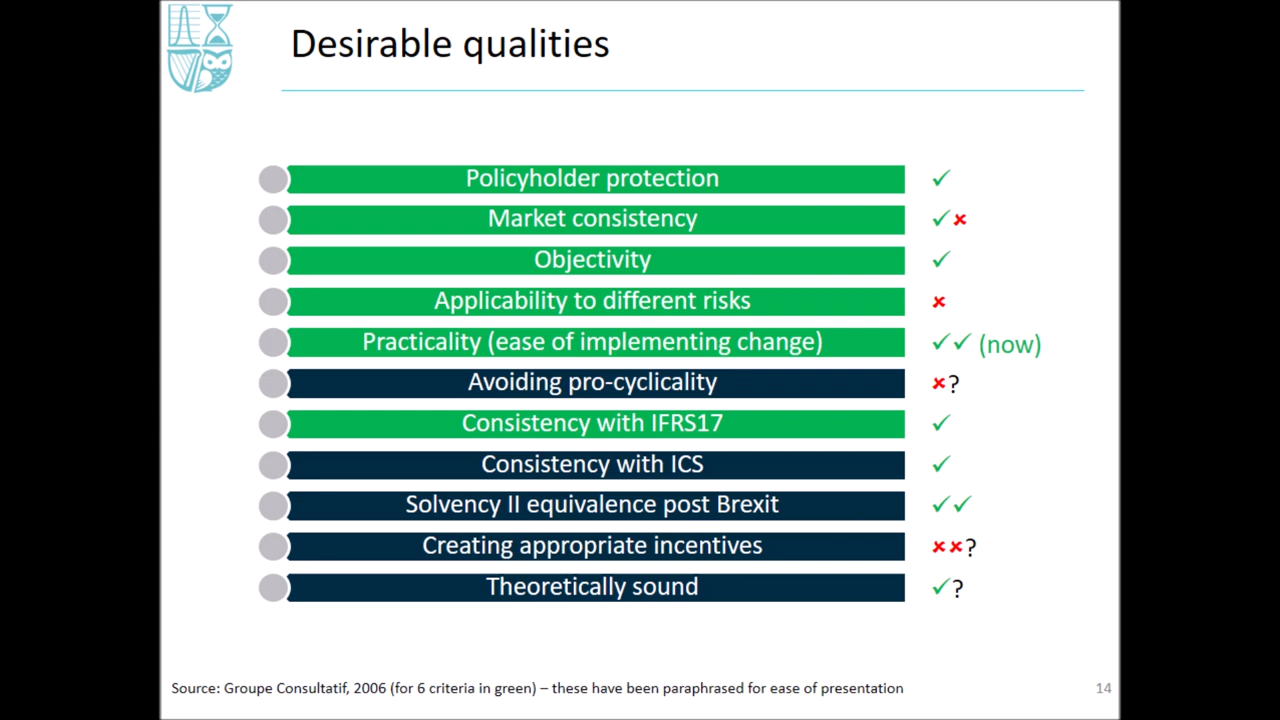 Desirable qualities
Policyholder protection ✓
Market consistency ✓✗
Objectivity ✓
Applicability to different risks ✗
Practicality (ease of implementing change) ✓✓ (now)
Avoiding pro-cyclicality ✗?
Consistency with IFRS17 ✓
Consistency with ICS ✓
Solvency II equivalence post Brexit ✓✓
Creating appropriate incentives ✗✗?
Theoretically sound ✓?
Source: Groupe Consultatif, 2006 (for 6 criteria in green) – these have been paraphrased for ease of presentation 14